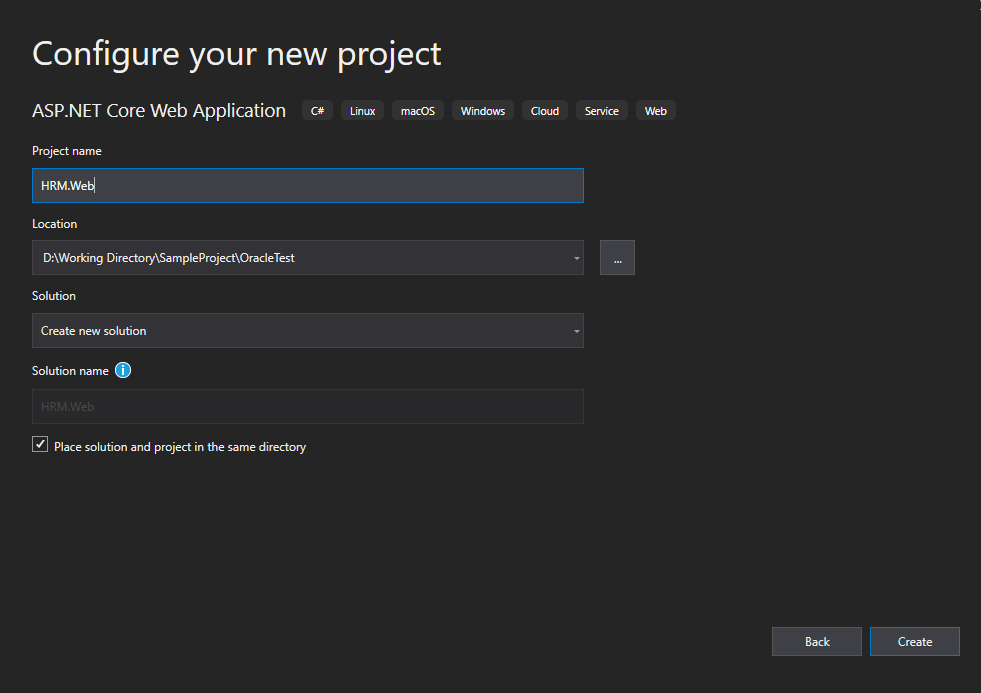 Configure your new project
ASP.NET Core Web Application C# Linux macOS Windows Cloud Service Web
Project name
HRM.Web
Location
D:\Working Directory\SampleProject\OracleTest
...
Solution
Create new solution
Solution name i
HRM.Web
Place solution and project in the same directory
Back Create